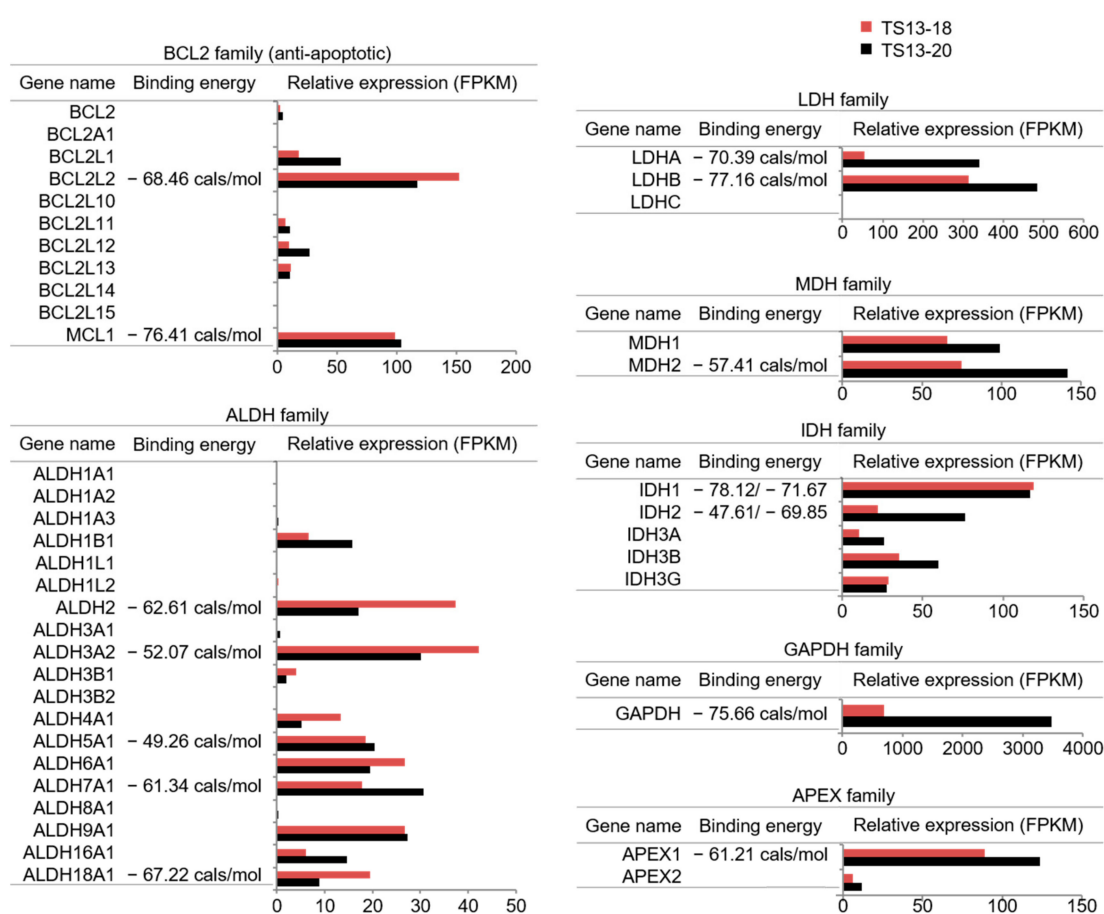 TS13-18
TS13-20
BCL2 family (anti-apoptotic)
Gene name Binding energy Relative expression (FPKM)
BCL2
BCL2A1
BCL2L1
BCL2L2 − 68.46 cals/mol
BCL2L10
BCL2L11
BCL2L12
BCL2L13
BCL2L14
BCL2L15
MCL1 − 76.41 cals/mol
0 50 100 150 200
ALDH family
Gene name Binding energy Relative expression (FPKM)
ALDH1A1
ALDH1A2
ALDH1A3
ALDH1B1
ALDH1L1
ALDH1L2
ALDH2 − 62.61 cals/mol
ALDH3A1
ALDH3A2 − 52.07 cals/mol
ALDH3B1
ALDH3B2
ALDH4A1
ALDH5A1 − 49.26 cals/mol
ALDH6A1
ALDH7A1 − 61.34 cals/mol
ALDH8A1
ALDH9A1
ALDH16A1
ALDH18A1 − 67.22 cals/mol
0 10 20 30 40 50
LDH family
Gene name Binding energy Relative expression (FPKM)
LDHA − 70.39 cals/mol
LDHB − 77.16 cals/mol
LDHC
0 100 200 300 400 500 600
MDH family
Gene name Binding energy Relative expression (FPKM)
MDH1
MDH2 − 57.41 cals/mol
0 50 100 150
IDH family
Gene name Binding energy Relative expression (FPKM)
IDH1 − 78.12/ − 71.67
IDH2 − 47.61/ − 69.85
IDH3A
IDH3B
IDH3G
0 50 100 150
GAPDH family
Gene name Binding energy Relative expression (FPKM)
GAPDH − 75.66 cals/mol
0 1000 2000 3000 4000
APEX family
Gene name Binding energy Relative expression (FPKM)
APEX1 − 61.21 cals/mol
APEX2
0 50 100 150